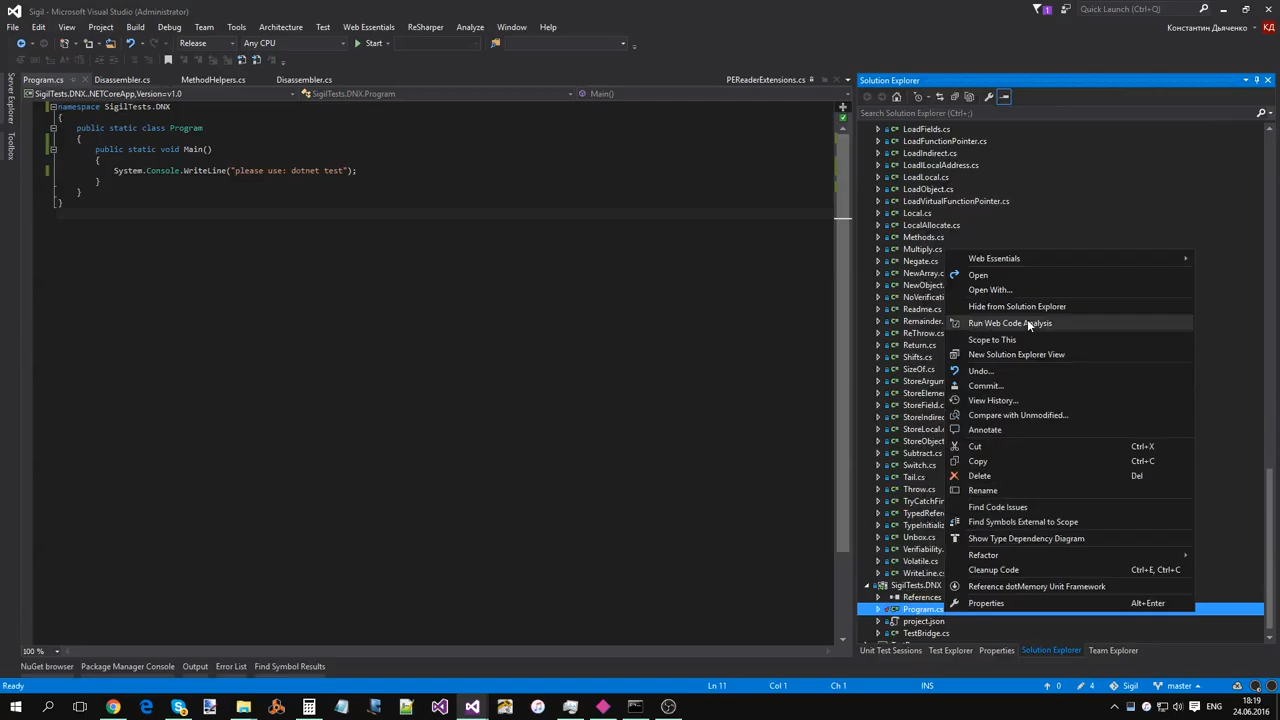 Sigil - Microsoft Visual Studio (Administrator)
1
Quick Launch (Ctrl+;)
File Edit View Project Build Debug Team Tools Architecture Test Web Essentials ReSharper Analyze Window Help
Константин Дьяченко КД
Release Any CPU Start
Server Explorer
Toolbox
Program.cs Disassembler.cs MethodHelpers.cs Disassembler.cs PEReaderExtensions.cs
SigilTests.DNX..NETCoreApp,Version=v1.0 SigilTests.DNX.Program Main()
namespace SigilTests.DNX
{
public static class Program
{
public static void Main()
{
System.Console.WriteLine("please use: dotnet test");
}
}
}
100 %
Solution Explorer
Search Solution Explorer (Ctrl+;)
LoadFields.cs
LoadFunctionPointer.cs
LoadIndirect.cs
LoadILocalAddress.cs
LoadLocal.cs
LoadObject.cs
LoadVirtualFunctionPointer.cs
Local.cs
LocalAllocate.cs
Methods.cs
Multiply.cs
Negate.cs
NewArray.c
NewObject.
NoVerificati
Readme.cs
Remainder.
ReThrow.cs
Return.cs
Shifts.cs
SizeOf.cs
StoreArgum
StoreElemen
StoreField.c
StoreIndirec
StoreLocal.c
StoreObject
Subtract.cs
Switch.cs
Tail.cs
Throw.cs
TryCatchFin
TypedRefer
TypeInitializ
Unbox.cs
Verifiability.
Volatile.cs
WriteLine.cs
SigilTests.DNX
References
Program.cs
project.json
TestBridge.cs
Web Essentials
Open
Open With...
Hide from Solution Explorer
Run Web Code Analysis
Scope to This
New Solution Explorer View
Undo...
Commit...
View History...
Compare with Unmodified...
Annotate
Cut Ctrl+X
Copy Ctrl+C
Delete Del
Rename
Find Code Issues
Find Symbols External to Scope
Show Type Dependency Diagram
Refactor
Cleanup Code Ctrl+E, Ctrl+C
Reference dotMemory Unit Framework
Properties Alt+Enter
Unit Test Sessions Test Explorer Properties Solution Explorer Team Explorer
NuGet browser Package Manager Console Output Error List Find Symbol Results
Ready Ln 11 Col 1 Ch 1 INS 0 4 Sigil master
ENG 18:19
24.06.2016